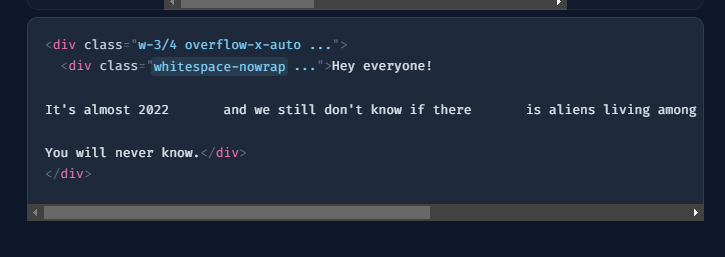 <div class="w-3/4 overflow-x-auto ...">
<div class="whitespace-nowrap ...">Hey everyone!
It's almost 2022       and we still don't know if there       is aliens living among
You will never know.</div>
</div>